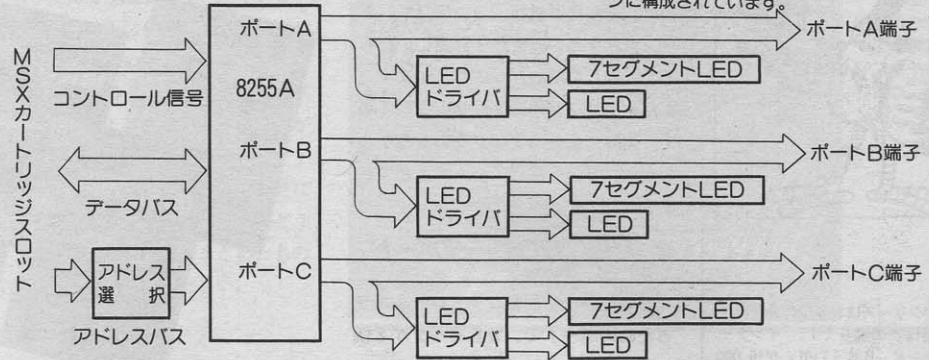 ンに構成されています。
MSXカートリッジスロット
コントロール信号
データバス
アドレス
選択
アドレスバス
8255A
ポートA
ポートB
ポートC
LED
ドライバ
7セグメントLED
LED
ポートA端子
LED
ドライバ
7セグメントLED
LED
ポートB端子
LED
ドライバ
7セグメントLED
LED
ポートC端子